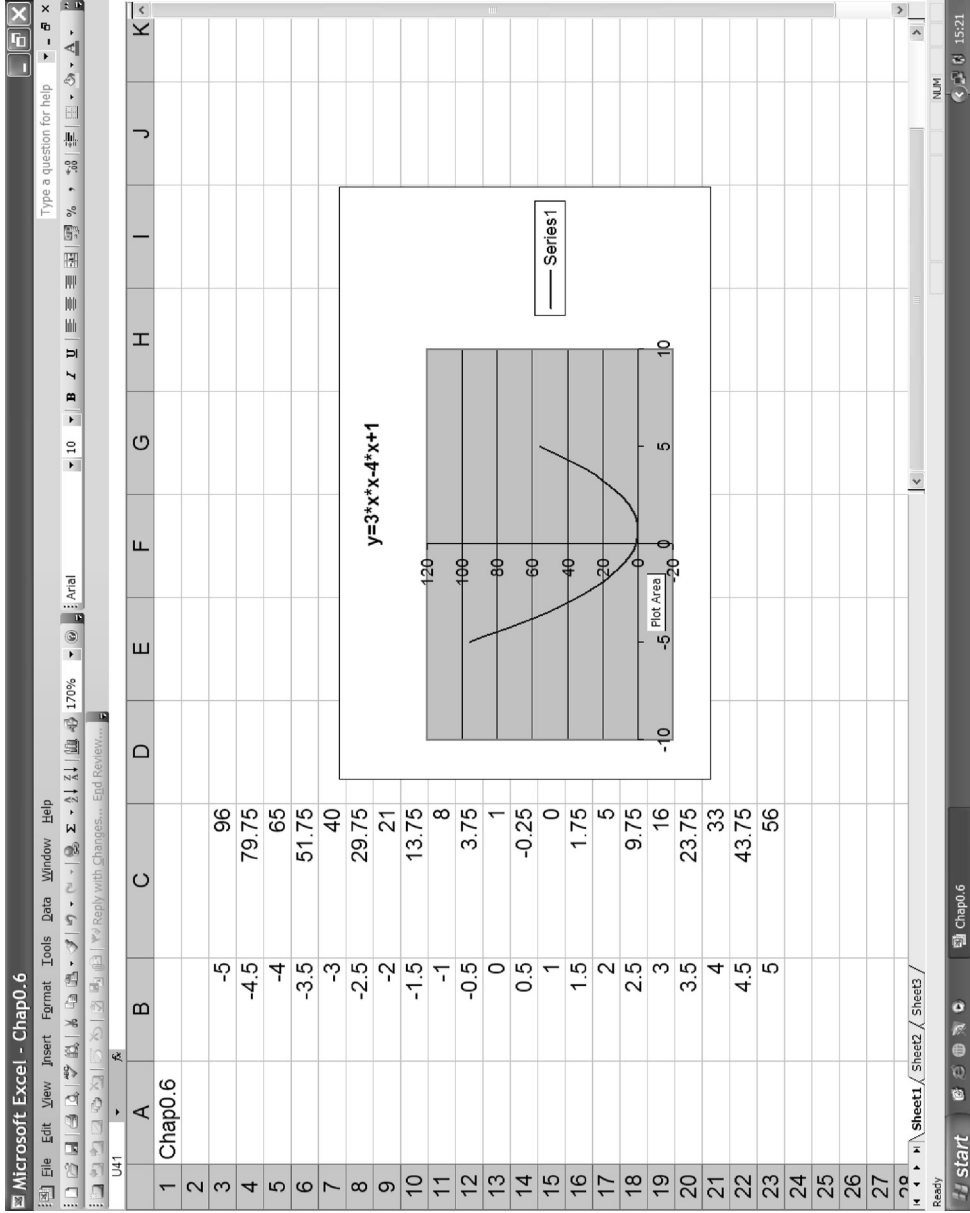 Microsoft Excel - Chap0.6
File Edit View Insert Format Tools Data Window Help
Type a question for help
170%
Arial
10
B I U
Reply with Changes... End Review...
U41
fx
A B C D E F G H I J K
1 Chap0.6
2
3 -5 96
4 -4.5 79.75
5 -4 65
6 -3.5 51.75
7 -3 40
8 -2.5 29.75
9 -2 21
10 -1.5 13.75
11 -1 8
12 -0.5 3.75
13 0 1
14 0.5 -0.25
15 1 0
16 1.5 1.75
17 2 5
18 2.5 9.75
19 3 16
20 3.5 23.75
21 4 33
22 4.5 43.75
23 5 56
24
25
26
27
28
y=3*x*x-4*x+1
120
100
80
60
40
20
0
-20
-10 -5 0 5 10
Plot Area
Series1
Sheet1 Sheet2 Sheet3
Ready
NUM
start
Chap0.6
15:21